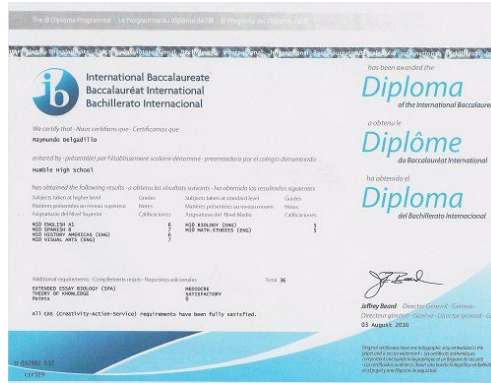 The IB Diploma Programme Le Programme du diplôme de l'IB El Programa del Diploma del IB
ib
International Baccalaureate
Baccalauréat International
Bachillerato Internacional
has been awarded the
Diploma
of the International Baccalaureate
a obtenu le
Diplôme
du Baccalauréat International
ha obtenido el
Diploma
del Bachillerato Internacional
We certify that - Nous certifions que - Certificamos que
Raymundo Delgadillo
entered by - présenté(e) par l'établissement scolaire dénommé - presentado/a por el colegio denominado
Humble High School
has obtained the following results - a obtenu les résultats suivants - ha obtenido los resultados siguientes
Subjects taken at higher level Grades Subjects taken at standard level Grades
Matières présentées au niveau supérieur Notes Matières présentées au niveau moyen Notes
Asignaturas del Nivel Superior Calificaciones Asignaturas del Nivel Medio Calificaciones
M10 ENGLISH A1 M10 BIOLOGY (ENG) 5
M10 SPANISH B 7 M10 MATH.STUDIES (ENG) 5
M10 HISTORY AMERICAS (ENG)
M10 VISUAL ARTS (ENG) 7
Additional requirements - Compléments requis - Requisitos adicionales Total 36
EXTENDED ESSAY BIOLOGY (SPA) MEDIOCRE
THEORY OF KNOWLEDGE SATISFACTORY
Points 0
All CAS (Creativity-Action-Service) requirements have been fully satisfied.
Jeffrey Beard Director General - Geneva
Directeur général - Genève - Director general - G
03 August 2010